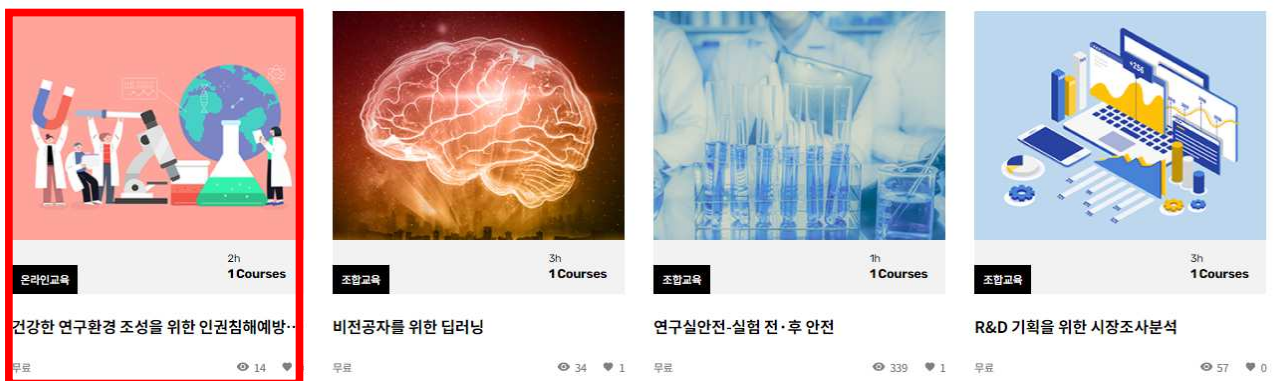 2h
1 Courses
온라인교육
건강한 연구환경 조성을 위한 인권침해예방…
무료
14
3h
1 Courses
조합교육
비전공자를 위한 딥러닝
무료
34
1
1h
1 Courses
조합교육
연구실안전-실험 전·후 안전
무료
339
1
+256
3h
1 Courses
조합교육
R&D 기획을 위한 시장조사분석
무료
57
0